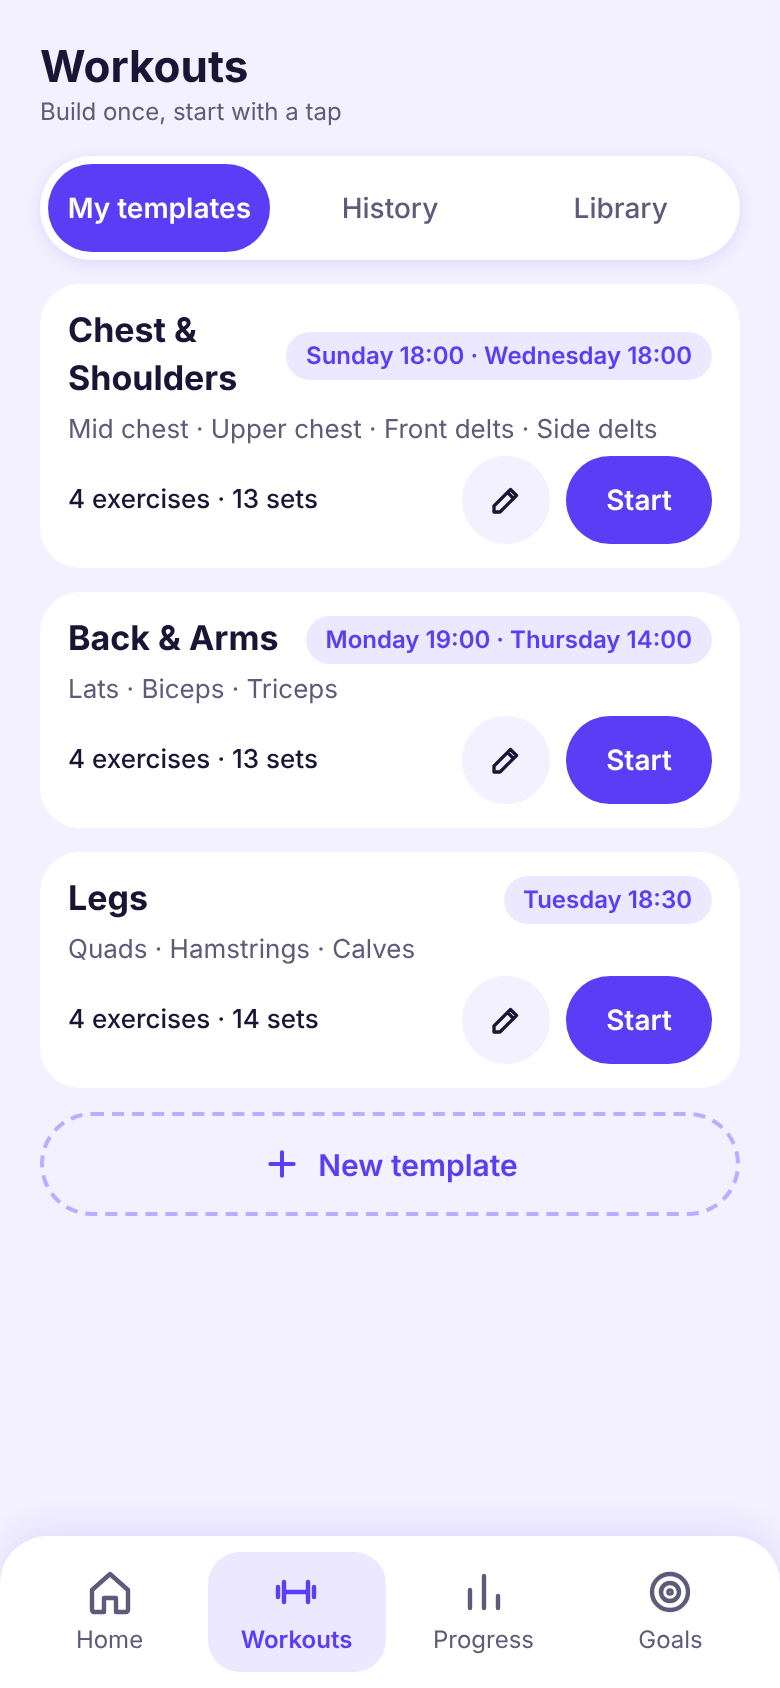 Workouts
Build once, start with a tap
My templates
History
Library
Chest &
Shoulders
Sunday 18:00 · Wednesday 18:00
Mid chest · Upper chest · Front delts · Side delts
4 exercises · 13 sets
Start
Back & Arms
Monday 19:00 · Thursday 14:00
Lats · Biceps · Triceps
4 exercises · 13 sets
Start
Legs
Tuesday 18:30
Quads · Hamstrings · Calves
4 exercises · 14 sets
Start
New template
Home
Workouts
Progress
Goals